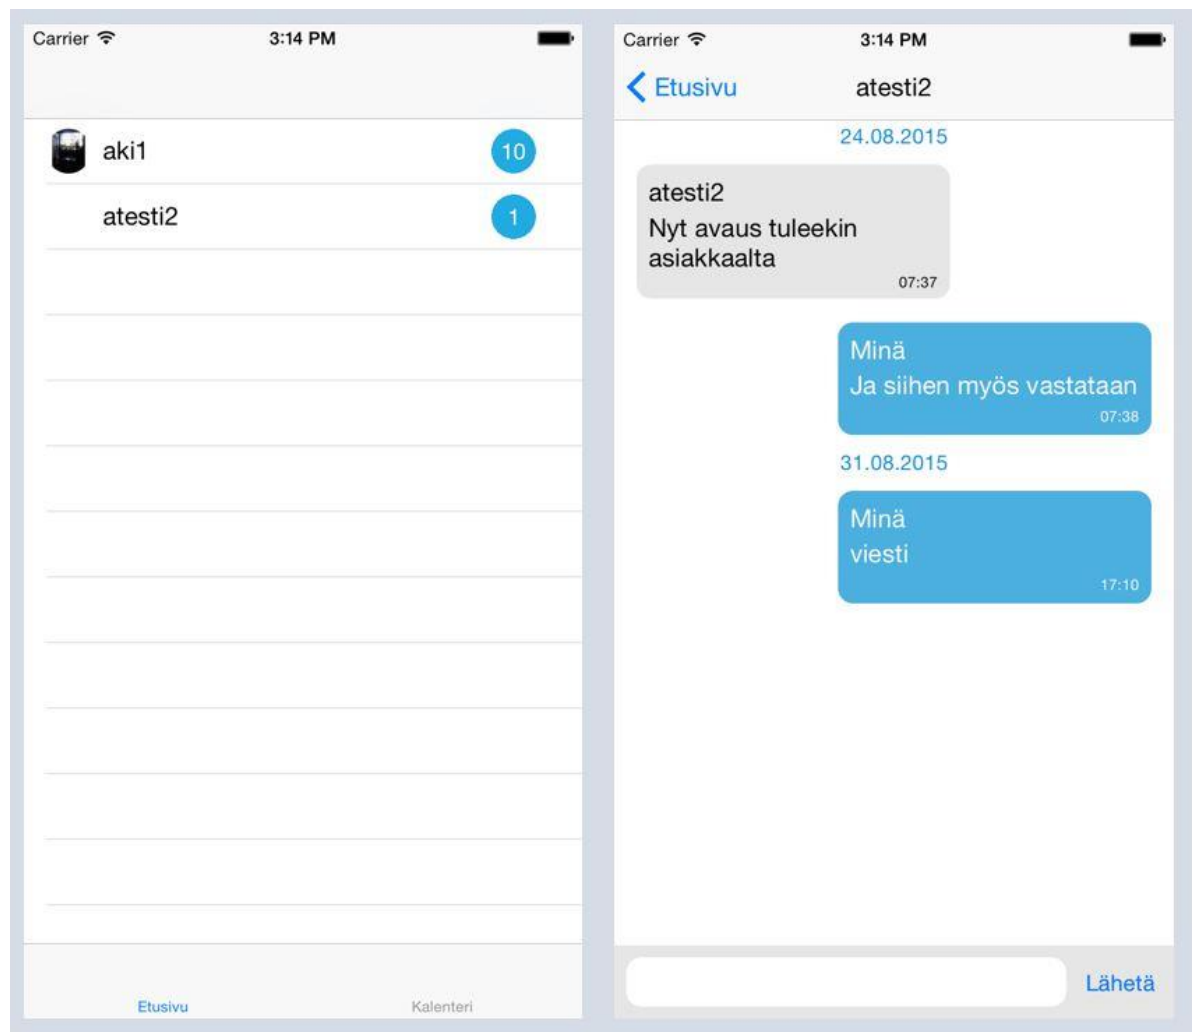 Carrier
3:14 PM
aki1
10
atesti2
1
Etusivu
Kalenteri
Carrier
3:14 PM
Etusivu
atesti2
24.08.2015
atesti2
Nyt avaus tuleekin
asiakkaalta
07:37
Minä
Ja siihen myös vastataan
07:38
31.08.2015
Minä
viesti
17:10
Lähetä